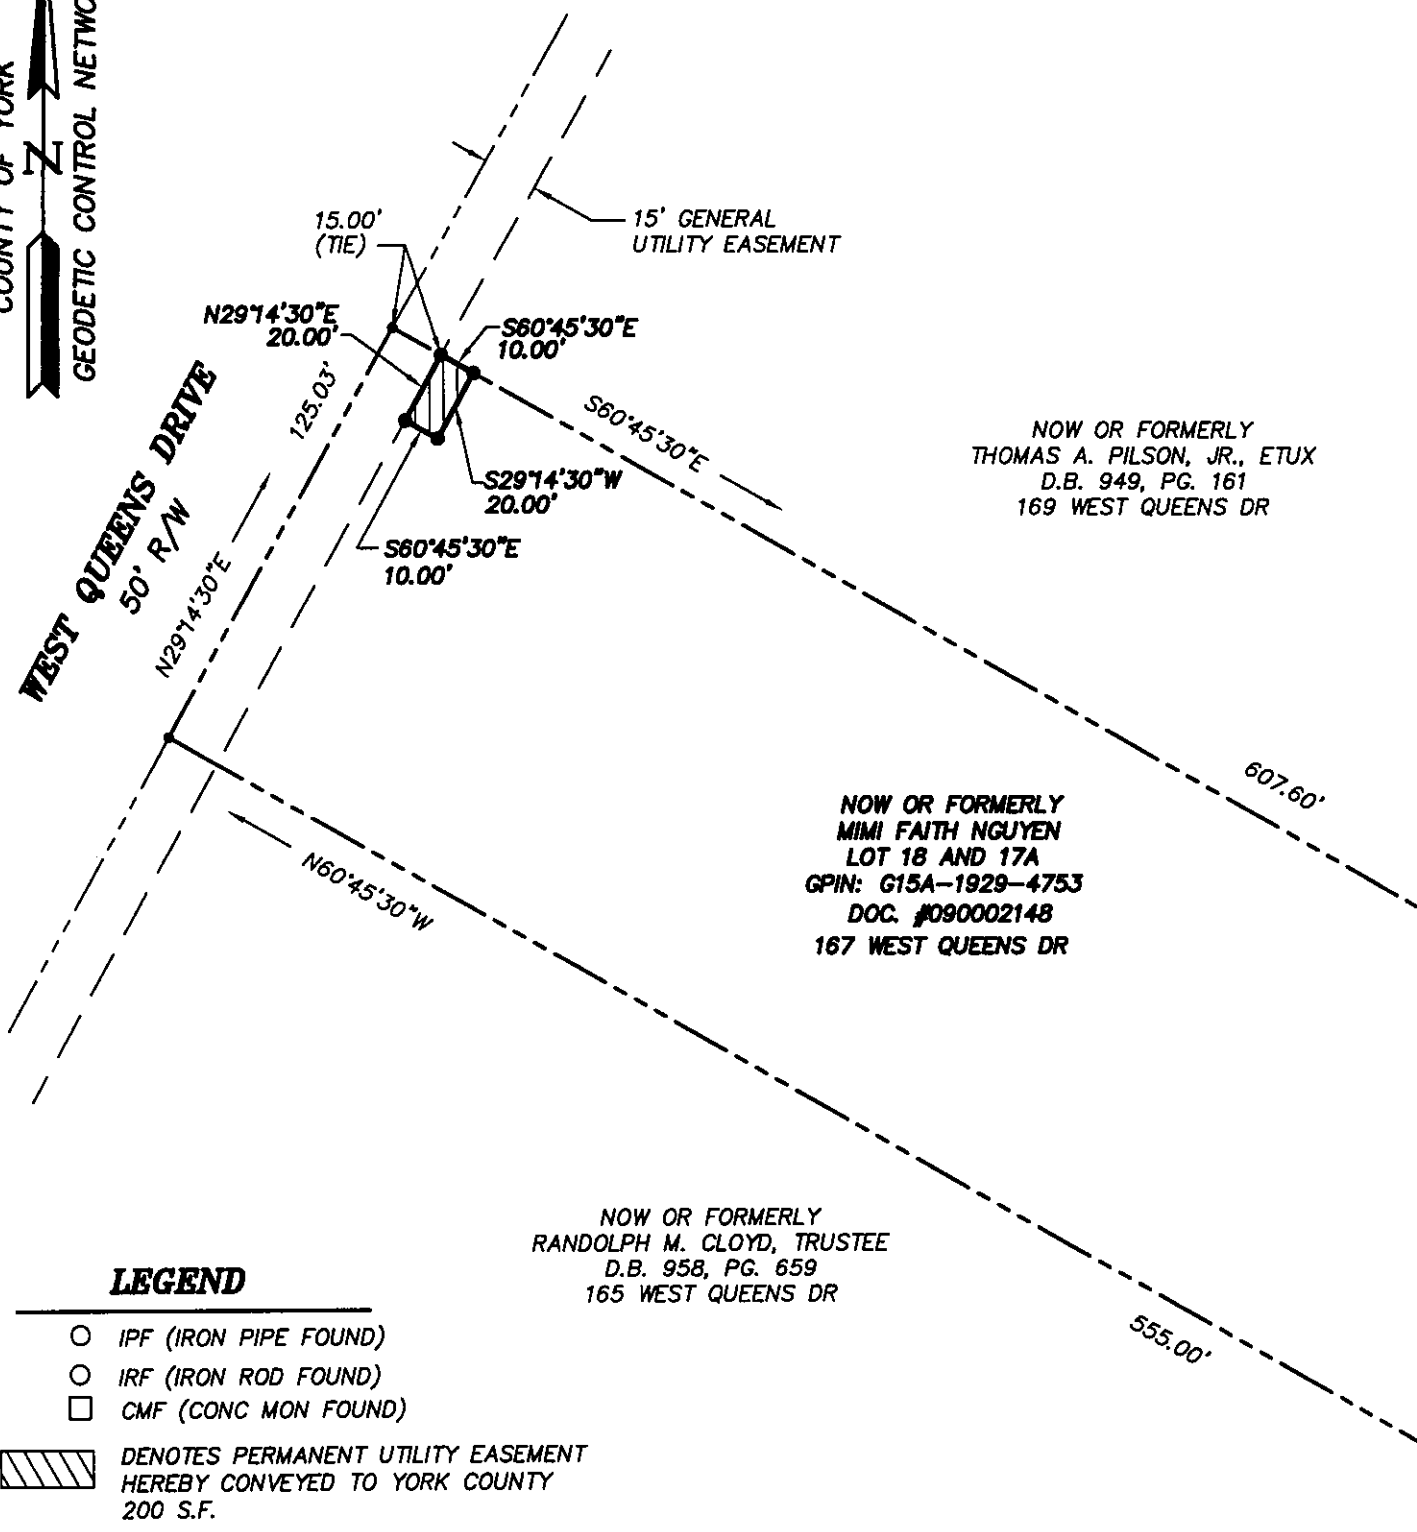 COUNTY OF YORK
N
GEODETIC CONTROL
15.00'
(TIE)
15' GENERAL
UTILITY EASEMENT
N29°14'30"E
20.00'
S60°45'30"E
10.00'
125.03'
WEST QUEENS DRIVE
50' R/W
N29°14'30"E
S60°45'30"E
S29°14'30"W
20.00'
S60°45'30"E
10.00'
NOW OR FORMERLY
THOMAS A. PILSON, JR., ETUX
D.B. 949, PG. 161
169 WEST QUEENS DR
607.60'
N60°45'30"W
NOW OR FORMERLY
MIMI FAITH NGUYEN
LOT 18 AND 17A
GPIN: G15A-1929-4753
DOC. #090002148
167 WEST QUEENS DR
NOW OR FORMERLY
RANDOLPH M. CLOYD, TRUSTEE
D.B. 958, PG. 659
165 WEST QUEENS DR
555.00'
LEGEND
IPF (IRON PIPE FOUND)
IRF (IRON ROD FOUND)
CMF (CONC MON FOUND)
DENOTES PERMANENT UTILITY EASEMENT
HEREBY CONVEYED TO YORK COUNTY
200 S.F.